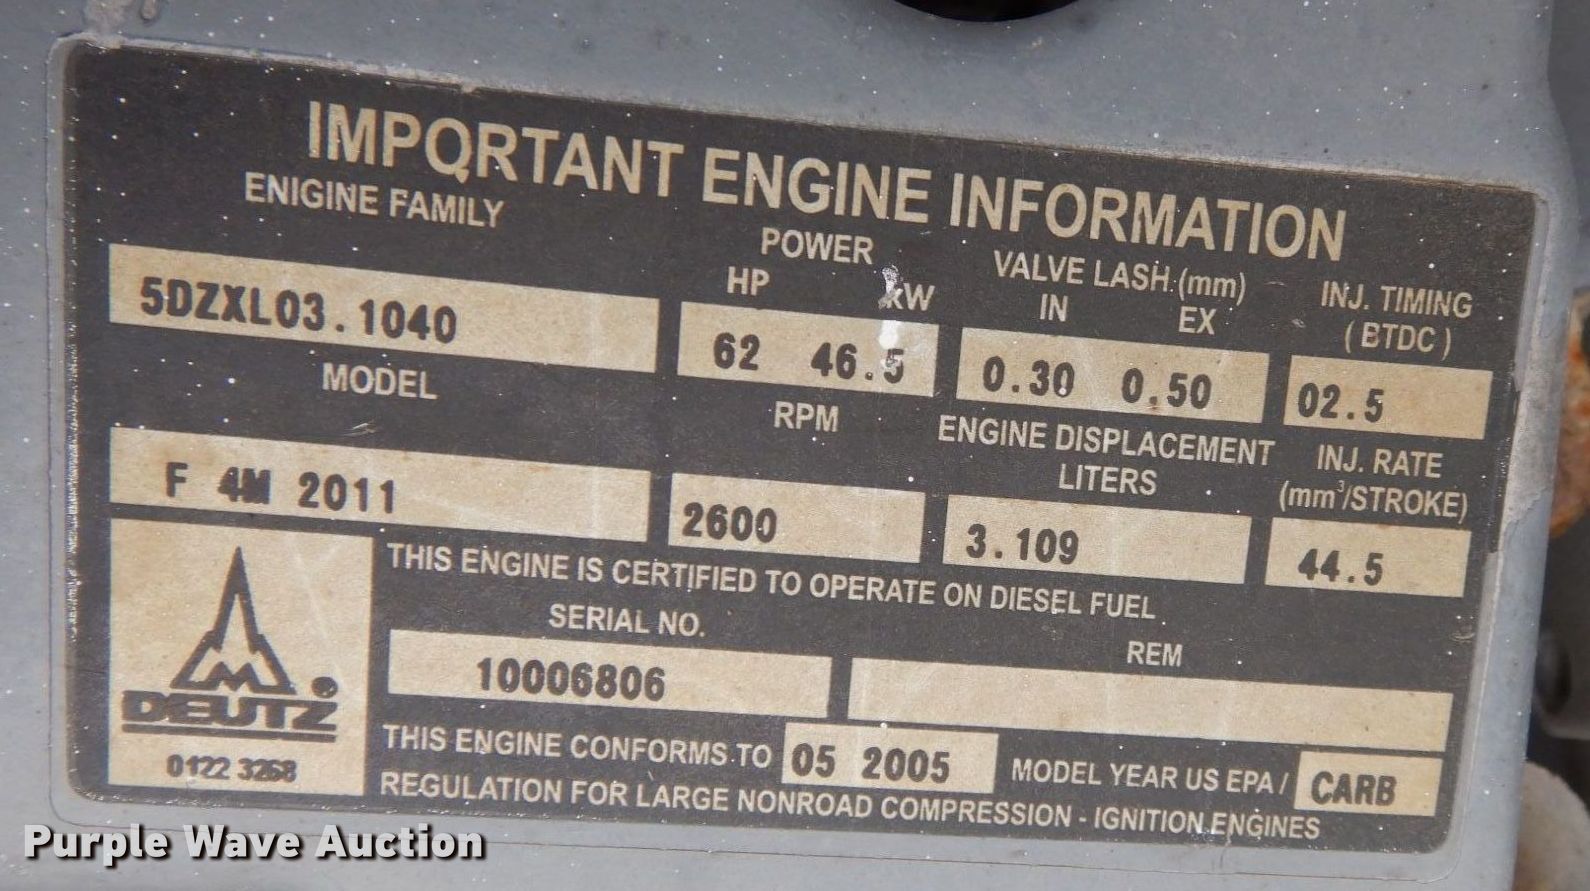 IMPORTANT ENGINE INFORMATION
ENIGINE FAMILY
POWER
HP kW
VALVE LASH (mm)
IN EX
INJ. TIMING
(BTDC)
5DZXL03.1040
62 46.5
0.30 0.50
02.5
MODEL
RPM
ENGINE DISPLACEMENT
LITERS
INJ. RATE
(mm³/STROKE)
F 4M 2011
2600
3.109
44.5
THIS ENGINE IS CERTIFIED TO OPERATE ON DIESEL FUEL
SERIAL NO.
REM
10006806
DEUTZ ®
0122 3268
THIS ENGINE CONFORMS TO 05 2005 MODEL YEAR US EPA / CARB
REGULATION FOR LARGE NONROAD COMPRESSION - IGNITION ENGINES
Purple Wave Auction